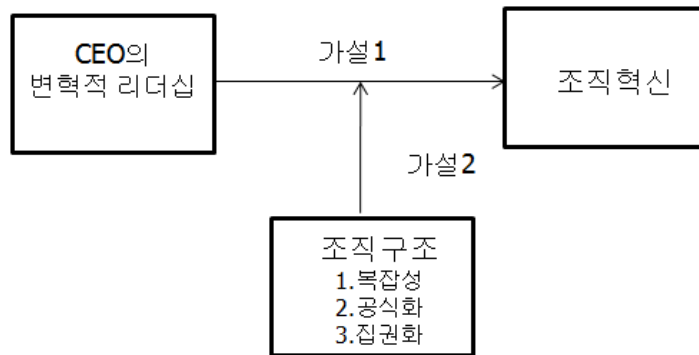 CEO의
변혁적 리더십
가설1
조직혁신
가설2
조직구조
1.복잡성
2.공식화
3.집권화